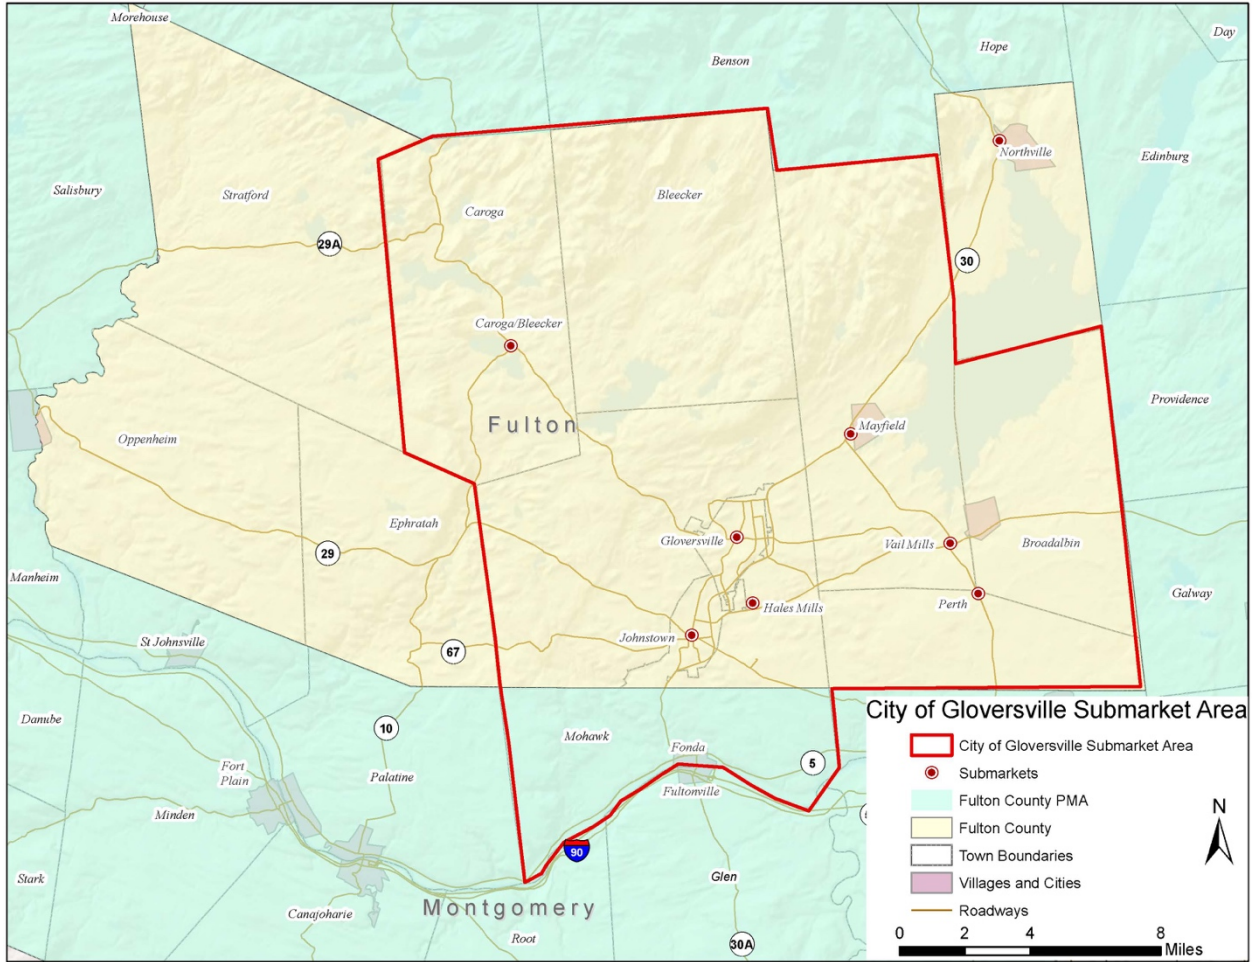 Morehouse
Day
Hope
Benson
Northville
Edinburg
Salisbury
Stratford
Bleecker
Caroga
29A
30
Caroga/Bleecker
Providence
Fulton
Mayfield
Oppenheim
Ephratah
Gloversville
Vail Mills
Broadalbin
29
Manheim
Galway
Hales Mills
Perth
St Johnsville
Johnstown
67
Danube
10
Mohawk
Fonda
5
Fort
Plain
Palatine
Fultonville
Minden
90
Stark
Glen
Canajoharie
Montgomery
Root
30A
City of Gloversville Submarket Area
City of Gloversville Submarket Area
Submarkets
Fulton County PMA
Fulton County
Town Boundaries
Villages and Cities
Roadways
N
0 2 4 8
Miles